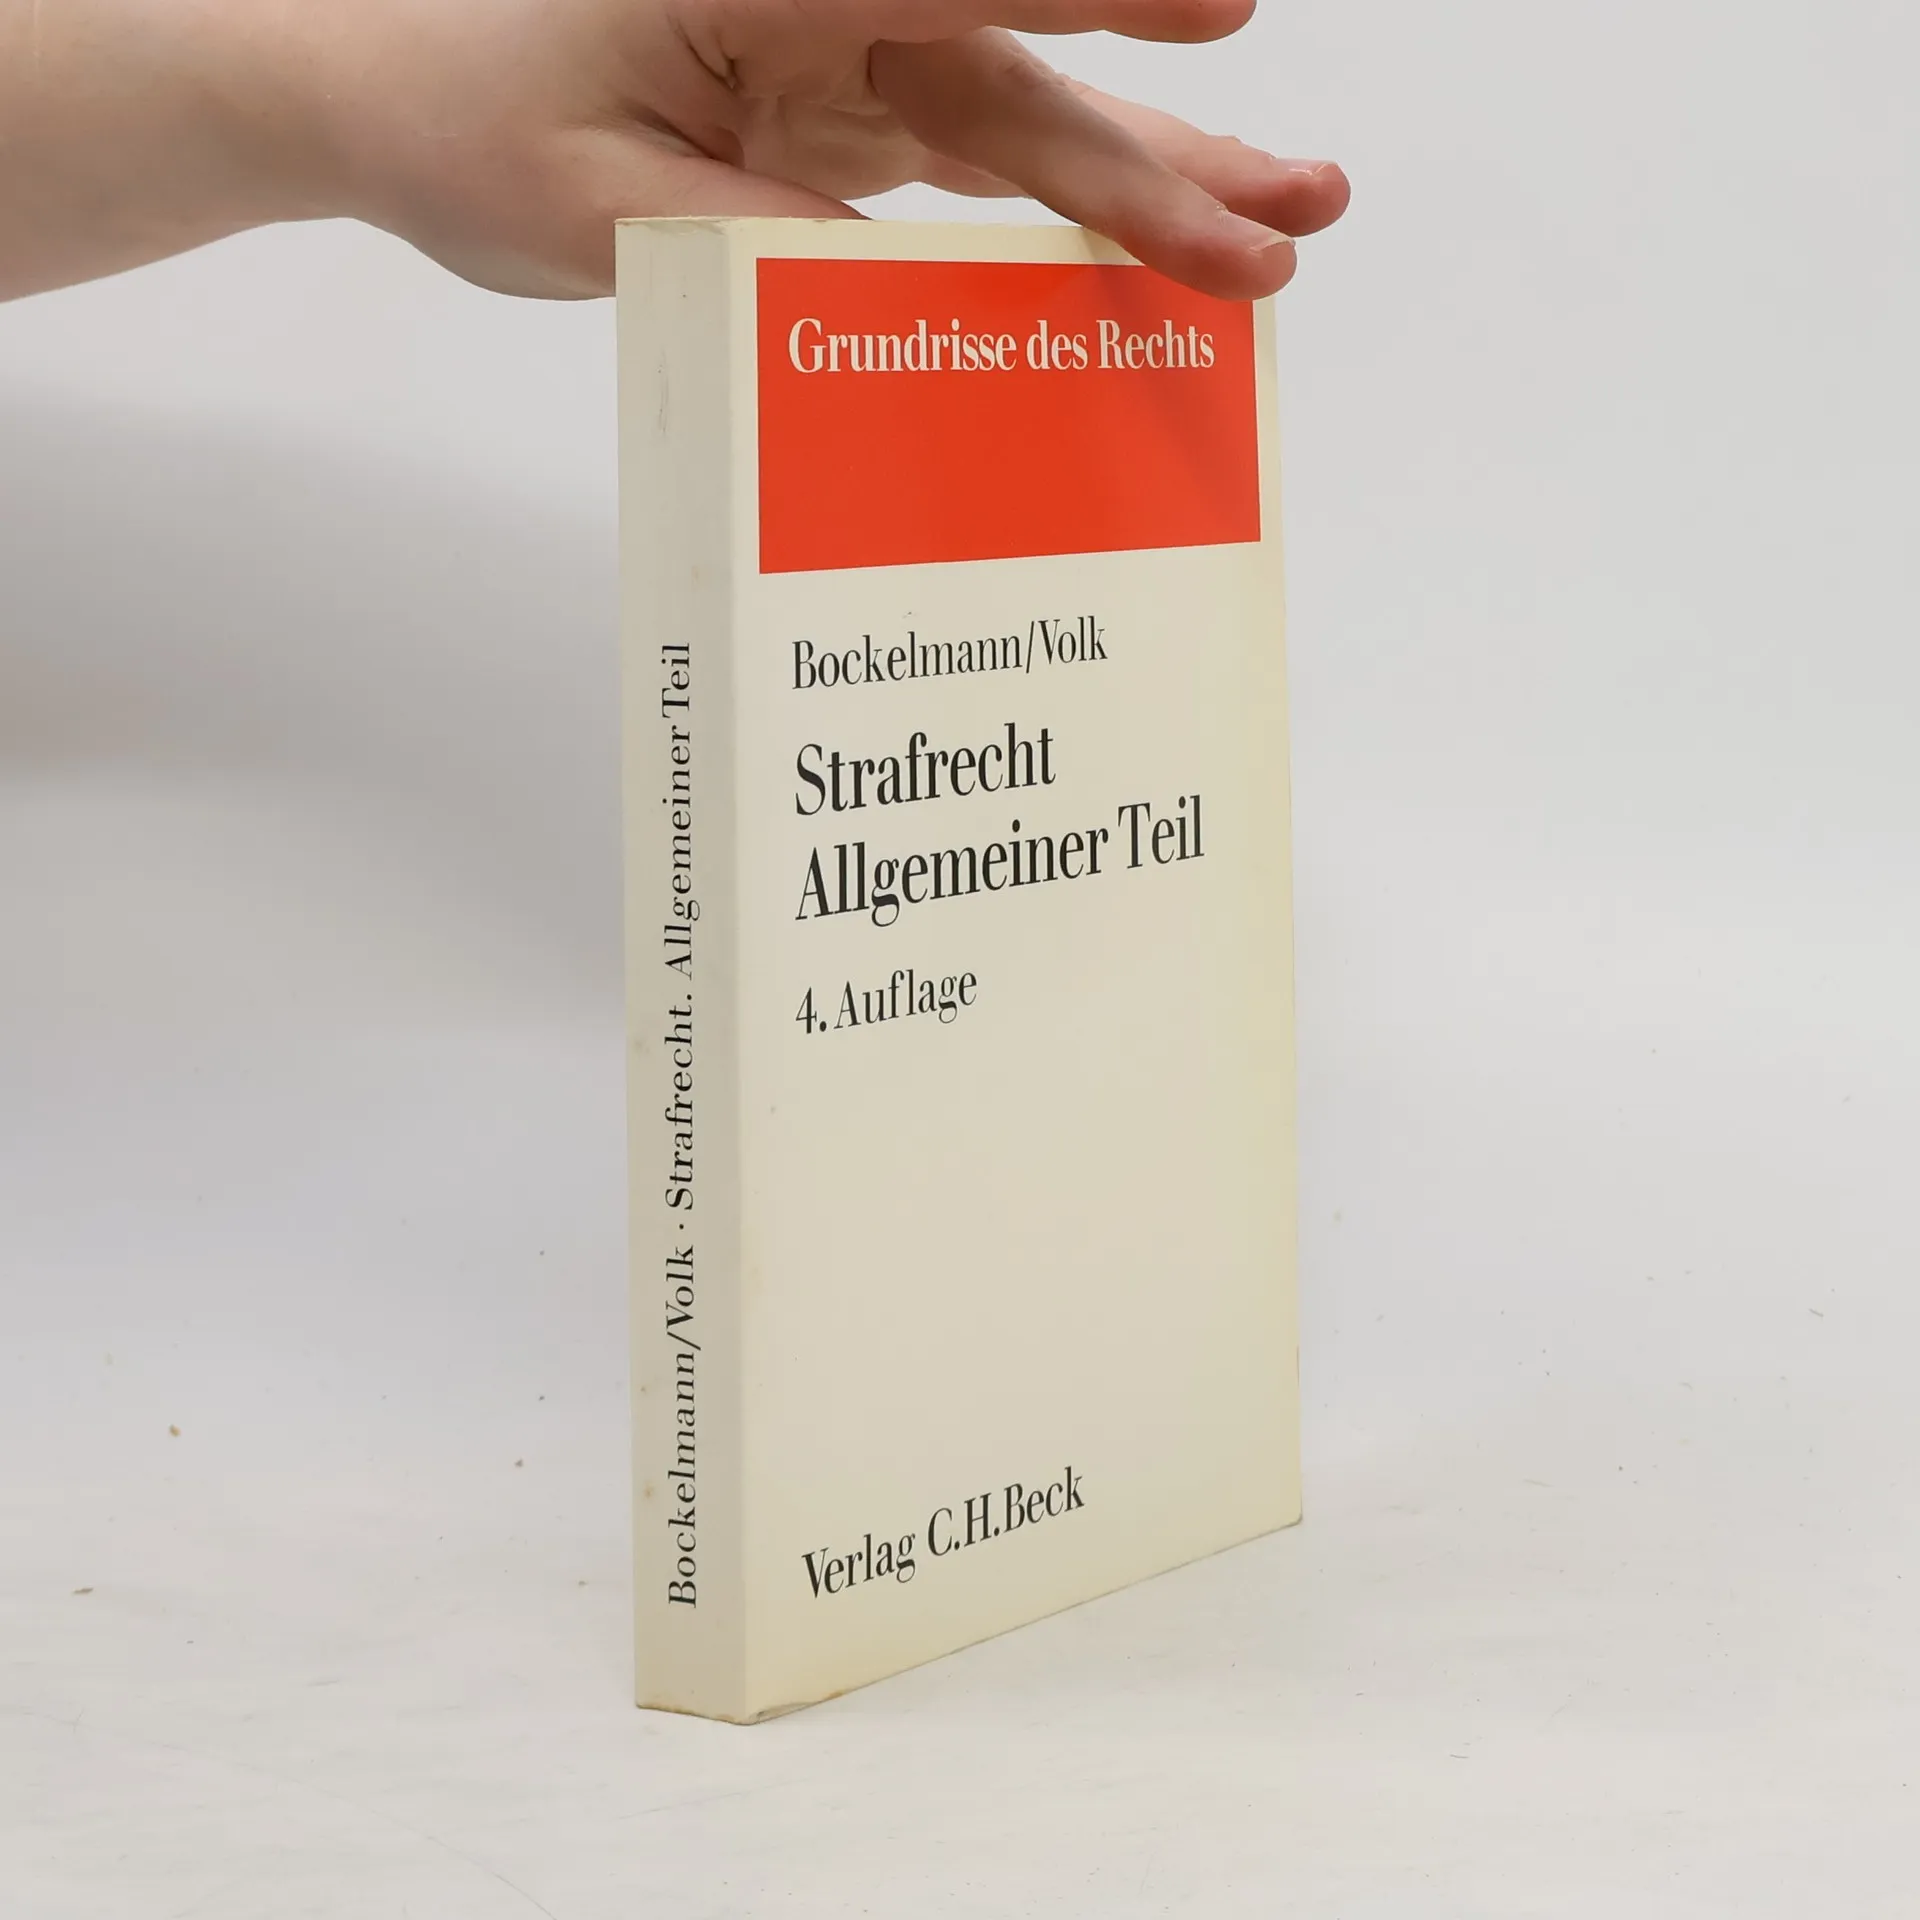 Grundrisse des Rechts
Bockelmann/Volk
Strafrecht
Allgemeiner Teil
4. Auflage
Verlag C.H.Beck
Bockelmann/Volk · Strafrecht. Allgemeiner Teil